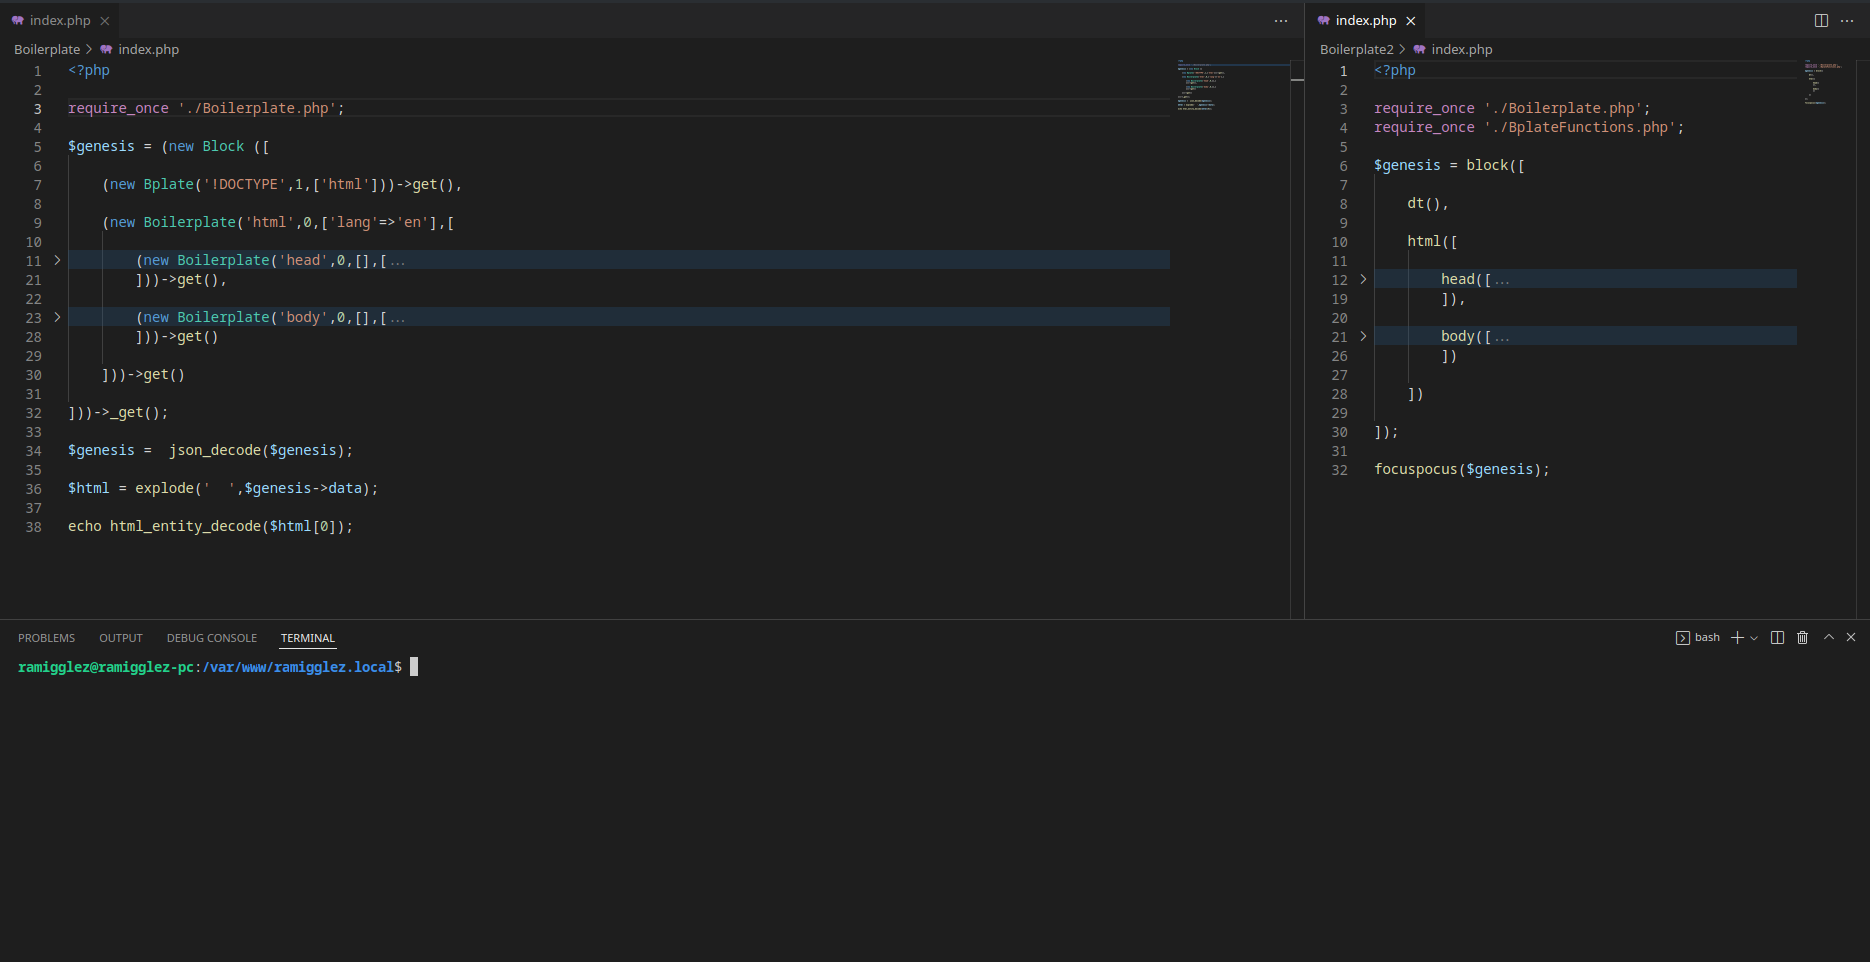 index.php
Boilerplate > index.php
1 <?php
2
3 require_once './Boilerplate.php';
4
5 $genesis = (new Block ([
6
7 (new Bplate('!DOCTYPE',1,['html']))->get(),
8
9 (new Boilerplate('html',0,['lang'=>'en'],[
10
11 (new Boilerplate('head',0,[],[...
21 ]))->get(),
22
23 (new Boilerplate('body',0,[],[...
28 ]))->get()
29
30 ]))->get()
31
32 ]))->_get();
33
34 $genesis =  json_decode($genesis);
35
36 $html = explode('  ',$genesis->data);
37
38 echo html_entity_decode($html[0]);
index.php
Boilerplate2 > index.php
1 <?php
2
3 require_once './Boilerplate.php';
4 require_once './BplateFunctions.php';
5
6 $genesis = block([
7
8 dt(),
9
10 html([
11
12 head([...
19 ]),
20
21 body([...
26 ])
27
28 ])
29
30 ]);
31
32 focuspocus($genesis);
PROBLEMS OUTPUT DEBUG CONSOLE TERMINAL
bash
ramigglez@ramigglez-pc:/var/www/ramigglez.local$